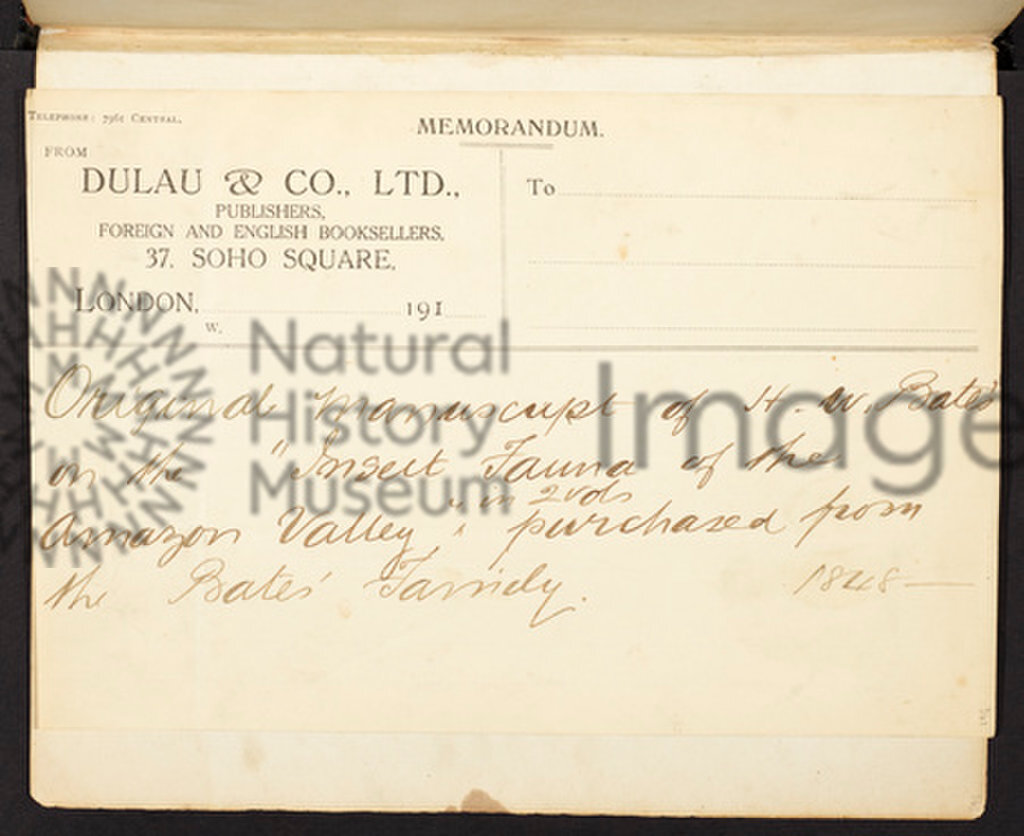 TELEPHONE: 7961 CENTRAL.
MEMORANDUM.
FROM
DULAU & CO., LTD.,
PUBLISHERS,
FOREIGN AND ENGLISH BOOKSELLERS,
37, SOHO SQUARE,
LONDON, 191
W.
To
Original manuscript of H. W. Bates'
on the "Insect Fauna of the
Amazon Valley," in 2 vols purchased from
the Bates' Family. 1848 —
Natural
History
Museum
Image